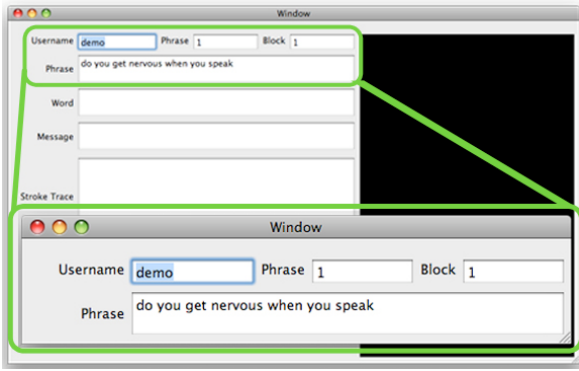 Window
Username demo Phrase 1 Block 1
Phrase do you get nervous when you speak
Word
Message
Stroke Trace
Window
Username demo Phrase 1 Block 1
Phrase do you get nervous when you speak